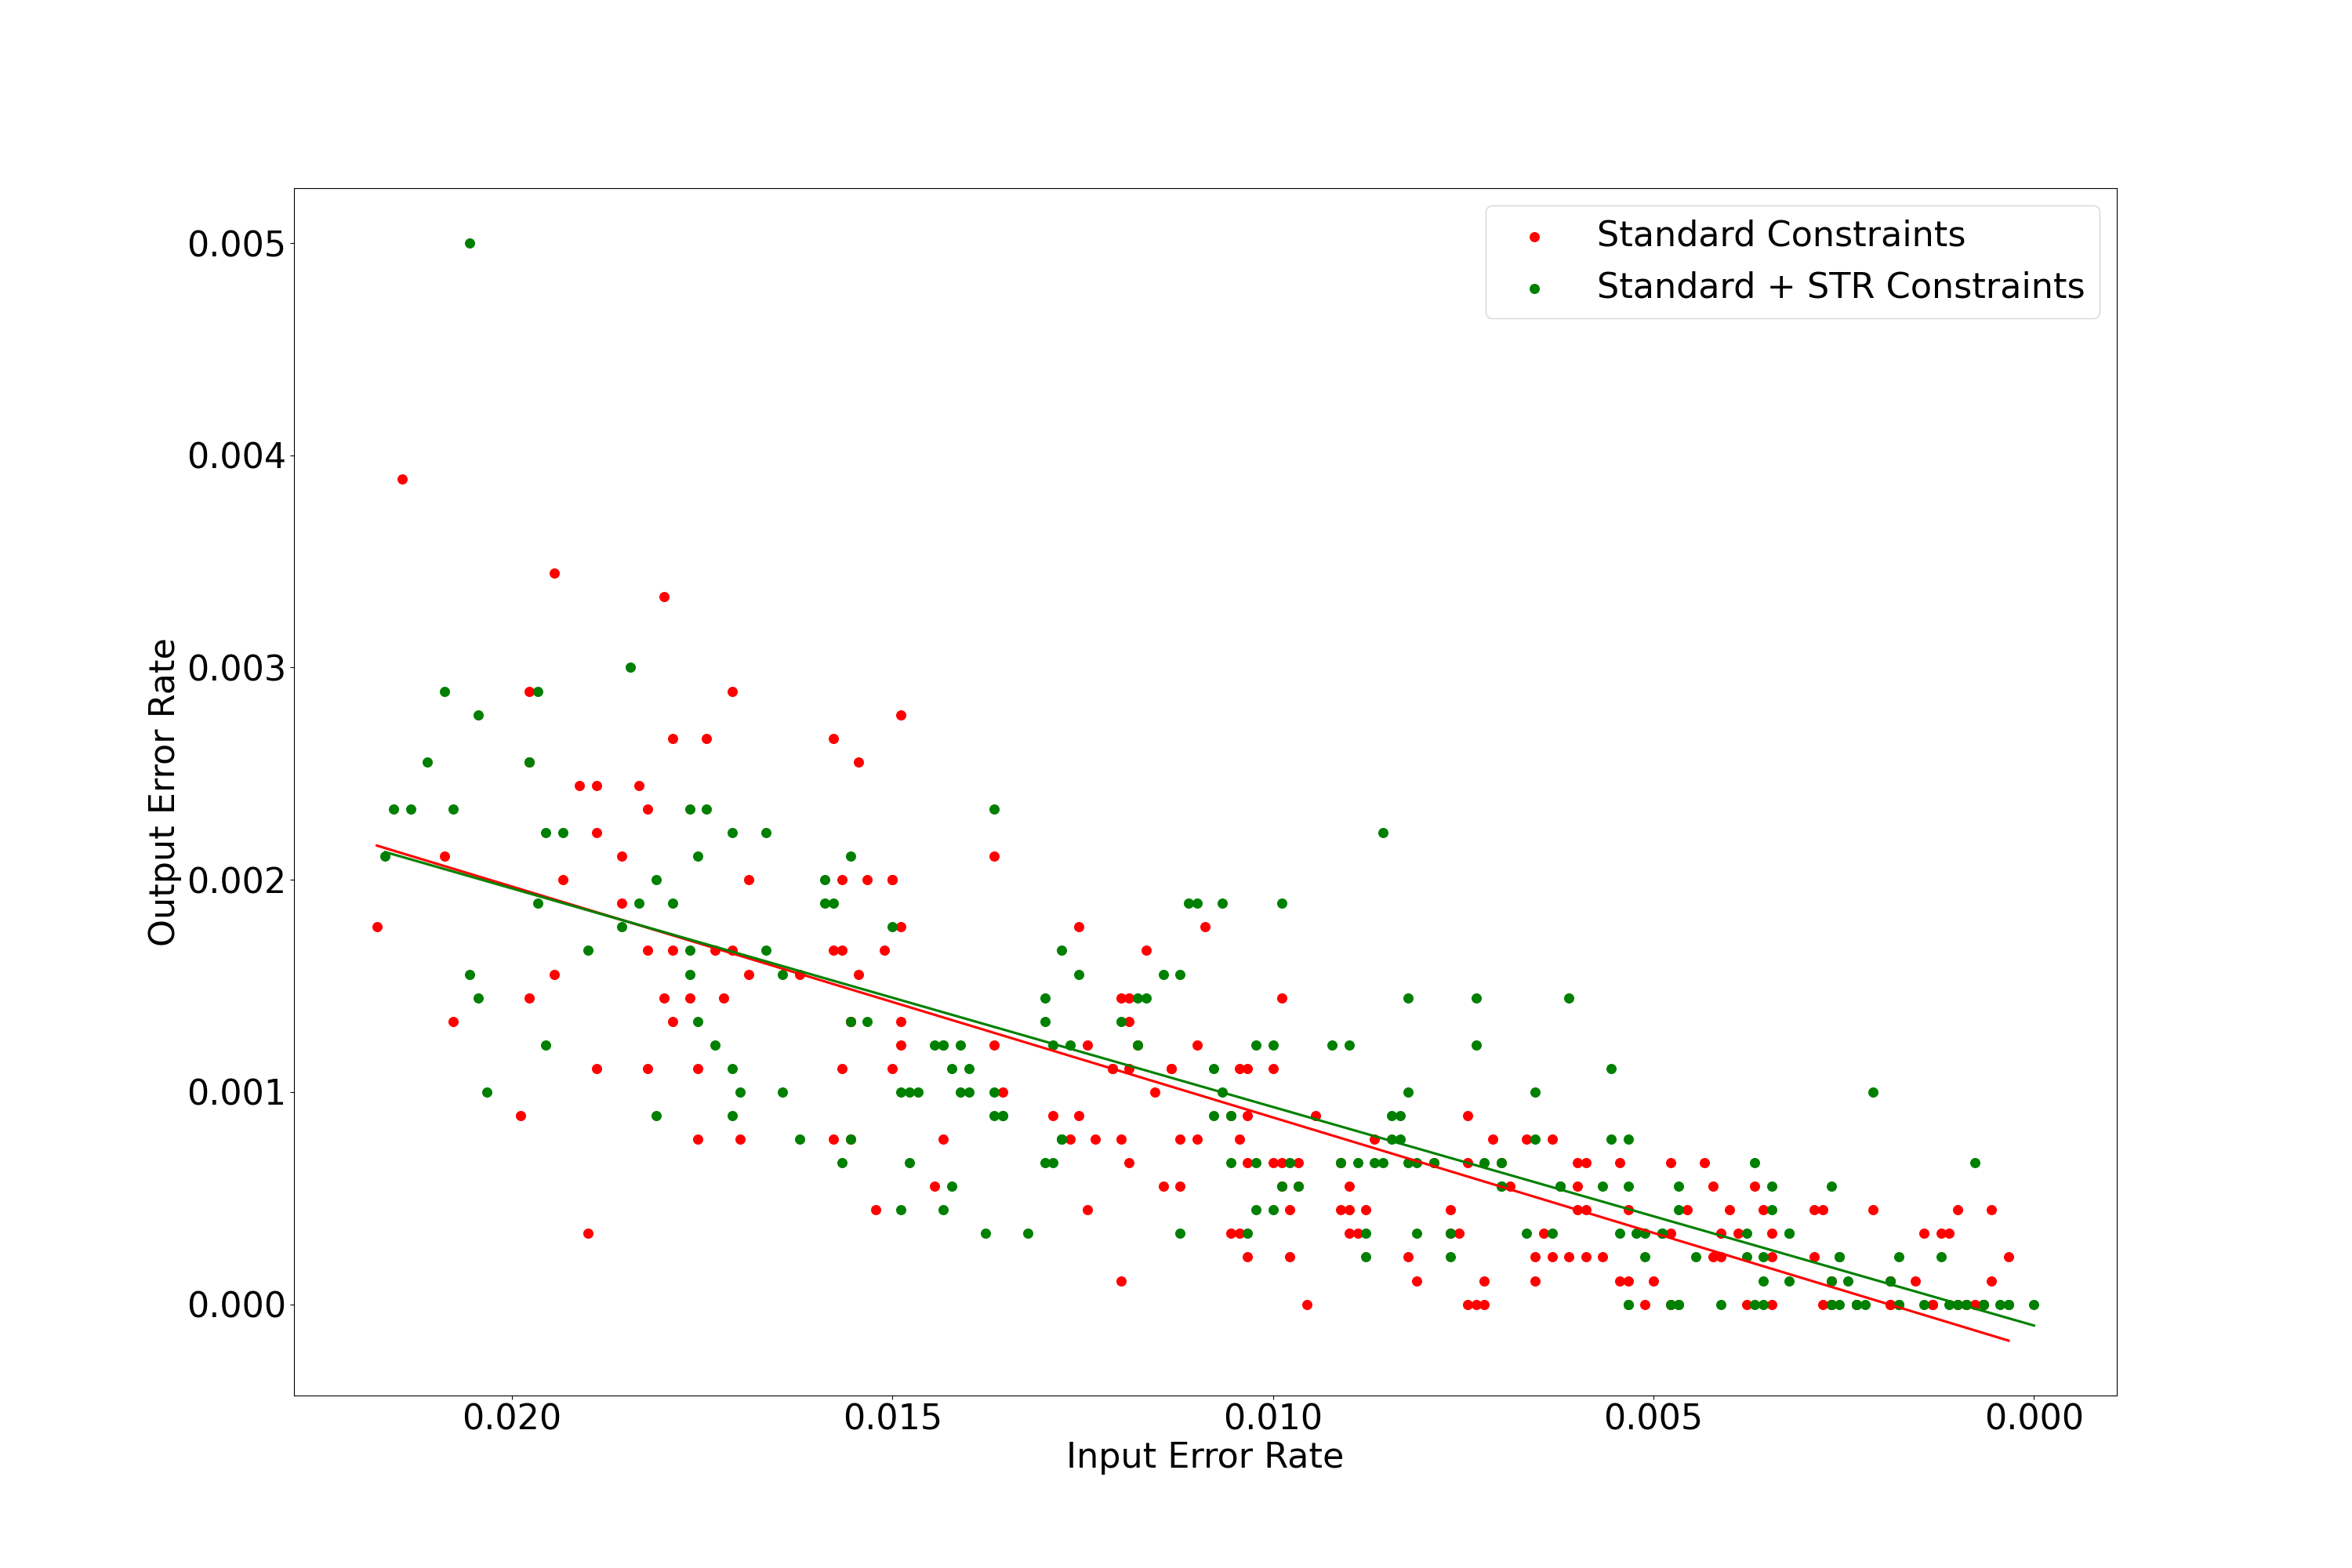 Standard Constraints
Standard + STR Constraints
Output Error Rate
0.005
0.004
0.003
0.002
0.001
0.000
0.020 0.015 0.010 0.005 0.000
Input Error Rate